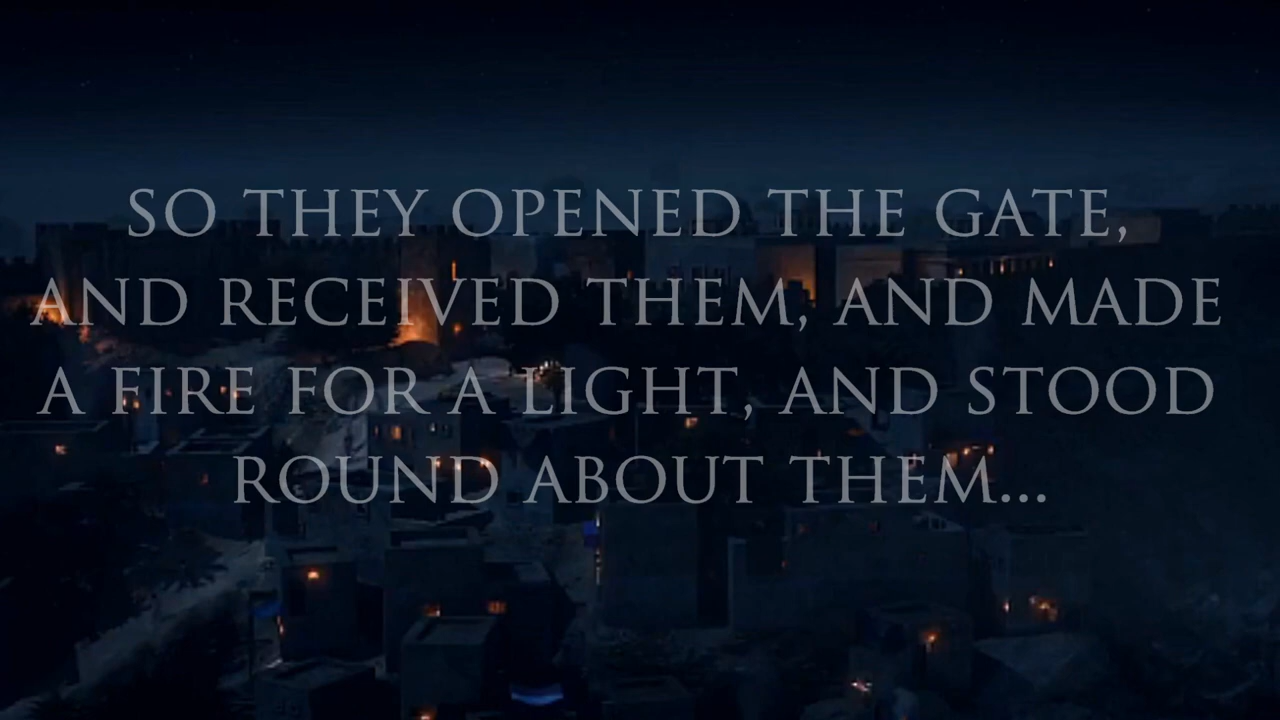 SO THEY OPENED THE GATE,
AND RECEIVED THEM, AND MADE
A FIRE FOR A LIGHT, AND STOOD
ROUND ABOUT THEM...